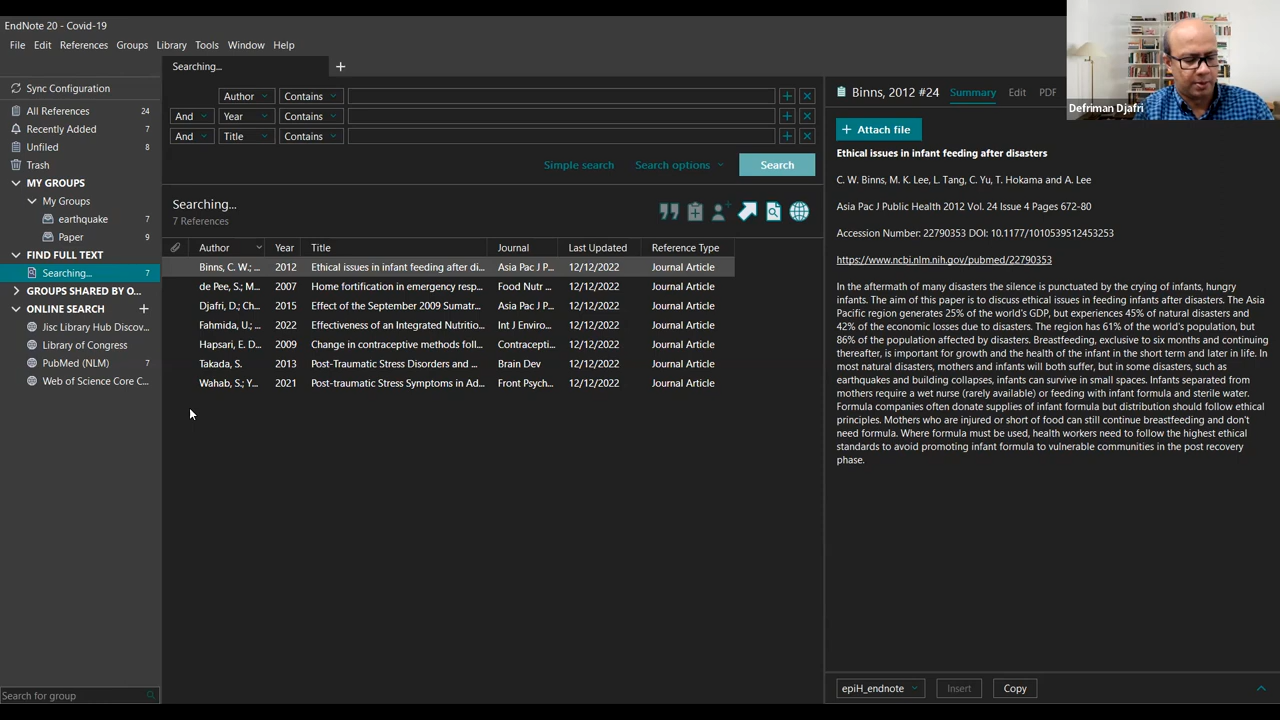 EndNote 20 - Covid-19
File Edit References Groups Library Tools Window Help
Sync Configuration
All References 24
Recently Added 7
Unfiled 8
Trash
MY GROUPS
My Groups
earthquake 7
Paper 9
FIND FULL TEXT
Searching... 7
GROUPS SHARED BY O...
ONLINE SEARCH
Jisc Library Hub Discov...
Library of Congress
PubMed (NLM) 7
Web of Science Core C...
Search for group
Searching...
Author Contains
And Year Contains
And Title Contains
Simple search Search options Search
Searching...
7 References
Author Year Title Journal Last Updated Reference Type
Binns, C. W.; ... 2012 Ethical issues in infant feeding after di... Asia Pac J P... 12/12/2022 Journal Article
de Pee, S.; M... 2007 Home fortification in emergency resp... Food Nutr ... 12/12/2022 Journal Article
Djafri, D.; Ch... 2015 Effect of the September 2009 Sumatr... Asia Pac J P... 12/12/2022 Journal Article
Fahmida, U.; ... 2022 Effectiveness of an Integrated Nutritio... Int J Enviro... 12/12/2022 Journal Article
Hapsari, E. D... 2009 Change in contraceptive methods foll... Contracepti... 12/12/2022 Journal Article
Takada, S. 2013 Post-Traumatic Stress Disorders and ... Brain Dev 12/12/2022 Journal Article
Wahab, S.; Y... 2021 Post-traumatic Stress Symptoms in Ad... Front Psych... 12/12/2022 Journal Article
Binns, 2012 #24 Summary Edit PDF
Defriman Djafri
Attach file
Ethical issues in infant feeding after disasters
C. W. Binns, M. K. Lee, L. Tang, C. Yu, T. Hokama and A. Lee
Asia Pac J Public Health 2012 Vol. 24 Issue 4 Pages 672-80
Accession Number: 22790353 DOI: 10.1177/1010539512453253
https://www.ncbi.nlm.nih.gov/pubmed/22790353
In the aftermath of many disasters the silence is punctuated by the crying of infants, hungry
infants. The aim of this paper is to discuss ethical issues in feeding infants after disasters. The Asia
Pacific region generates 25% of the world's GDP, but experiences 45% of natural disasters and
42% of the economic losses due to disasters. The region has 61% of the world's population, but
86% of the population affected by disasters. Breastfeeding, exclusive to six months and continuing
thereafter, is important for growth and the health of the infant in the short term and later in life. In
most natural disasters, mothers and infants will both suffer, but in some disasters, such as
earthquakes and building collapses, infants can survive in small spaces. Infants separated from
mothers require a wet nurse (rarely available) or feeding with infant formula and sterile water.
Formula companies often donate supplies of infant formula but distribution should follow ethical
principles. Mothers who are injured or short of food can still continue breastfeeding and don't
need formula. Where formula must be used, health workers need to follow the highest ethical
standards to avoid promoting infant formula to vulnerable communities in the post recovery
phase.
epiH_endnote Insert Copy